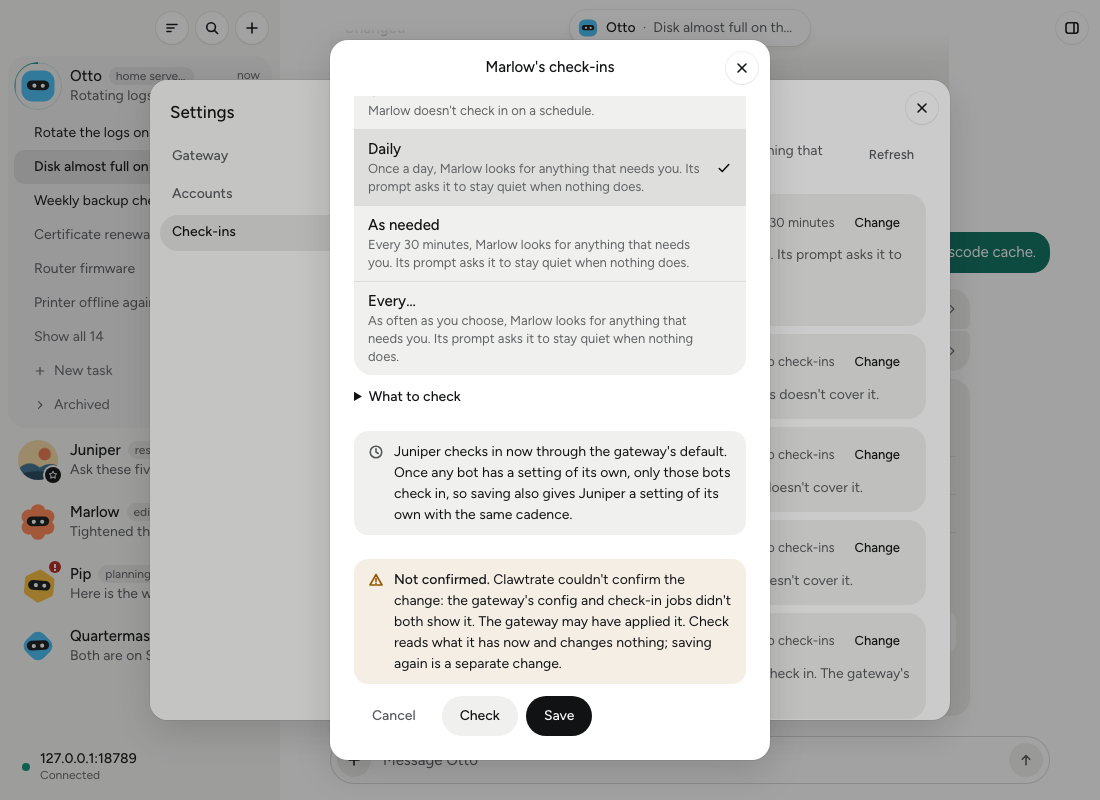 Otto · Disk almost full on th...
Otto home serve... now
Rotating logs
Rotate the logs on
Disk almost full on
Weekly backup che
Certificate renewa
Router firmware
Printer offline again
Show all 14
New task
Archived
Juniper res
Ask these five
Marlow edi
Tightened th
Pip planning
Here is the w
Quartermas
Both are on S
127.0.0.1:18789
Connected
Settings
Gateway
Accounts
Check-ins
Marlow's check-ins
Marlow doesn't check in on a schedule.
Daily
Once a day, Marlow looks for anything that needs you. Its
prompt asks it to stay quiet when nothing does.
As needed
Every 30 minutes, Marlow looks for anything that needs
you. Its prompt asks it to stay quiet when nothing does.
Every...
As often as you choose, Marlow looks for anything that
needs you. Its prompt asks it to stay quiet when nothing
does.
What to check
Juniper checks in now through the gateway's default.
Once any bot has a setting of its own, only those bots
check in, so saving also gives Juniper a setting of its
own with the same cadence.
Not confirmed. Clawtrate couldn't confirm the
change: the gateway's config and check-in jobs didn't
both show it. The gateway may have applied it. Check
reads what it has now and changes nothing; saving
again is a separate change.
Cancel
Check
Save
ning that
Refresh
30 minutes Change
. Its prompt asks it to
check-ins Change
s doesn't cover it.
check-ins Change
doesn't cover it.
check-ins Change
esn't cover it.
check-ins Change
heck in. The gateway's
scode cache.
Message Otto